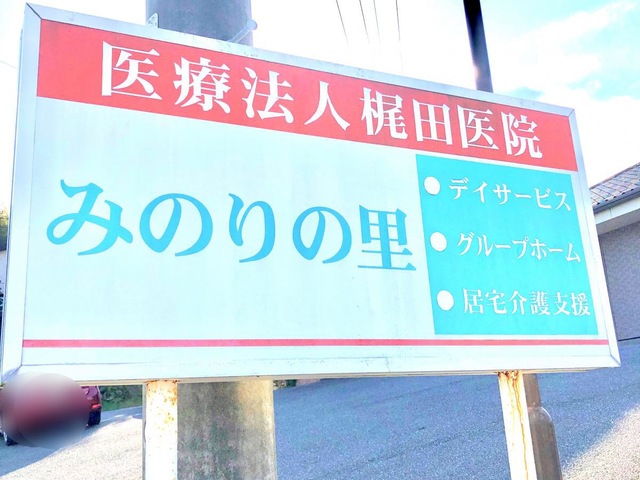 医療法人梶田医院
みのりの里
● デイサービス
● グループホーム
● 居宅介護支援